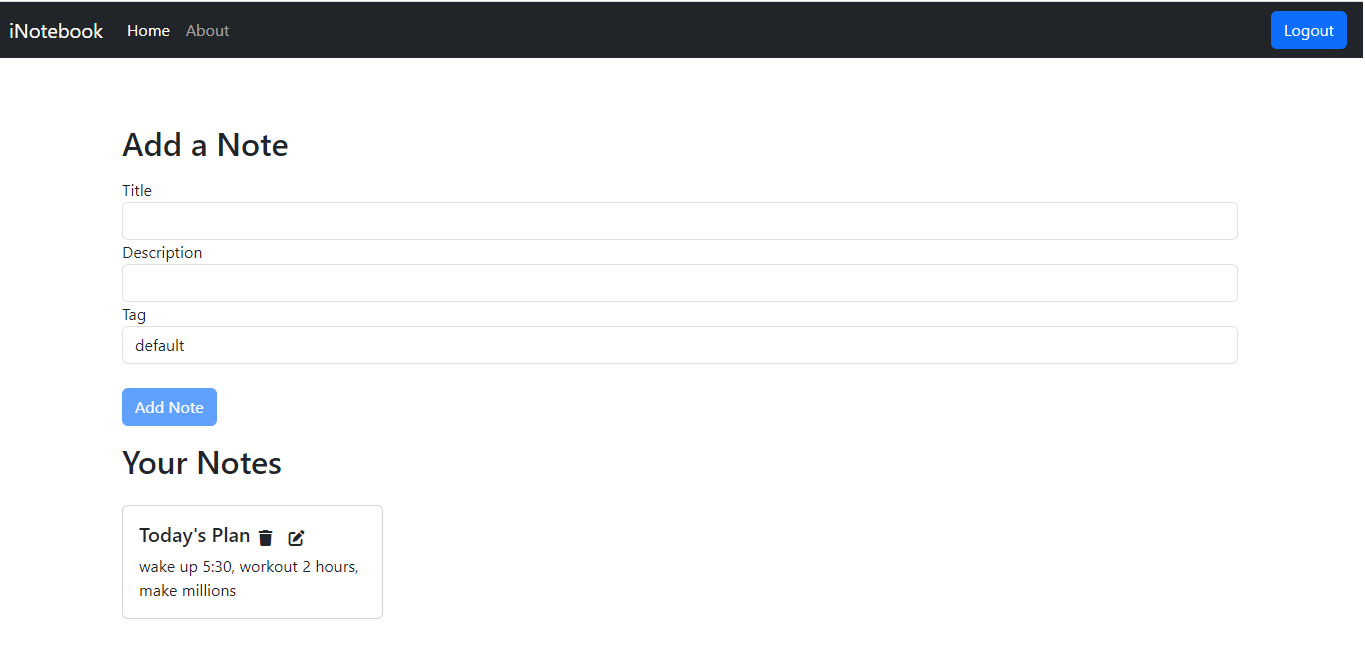 iNotebook Home About Logout
Add a Note
Title
Description
Tag
default
Add Note
Your Notes
Today's Plan
wake up 5:30, workout 2 hours,
make millions